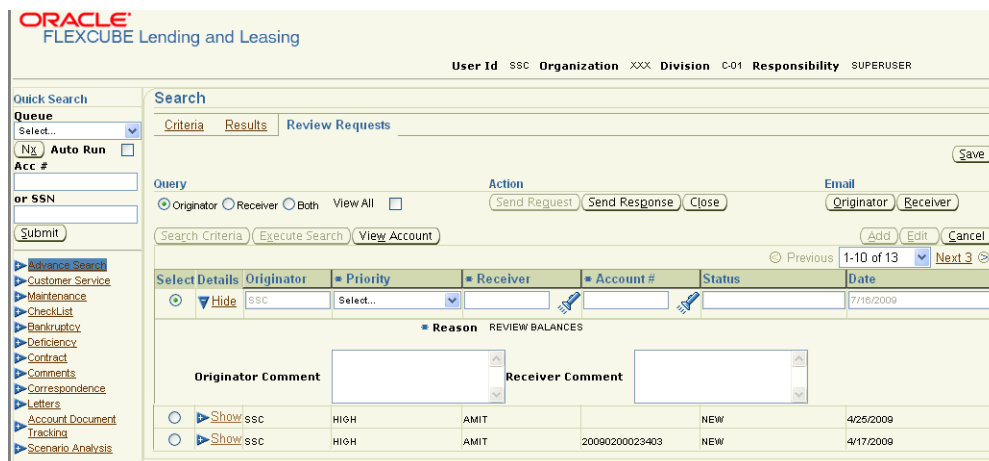 ORACLE
FLEXCUBE Lending and Leasing
User Id SSC Organization XXX Division C-01 Responsibility SUPERUSER
Quick Search
Queue
Select...
Nx Auto Run
Acc #
or SSN
Submit
Advance Search
Customer Service
Maintenance
CheckList
Bankruptcy
Deficiency
Contract
Comments
Correspondence
Letters
Account Document
Tracking
Scenario Analysis
Search
Criteria Results Review Requests
Save
Query Action Email
Originator Receiver Both View All Send Request Send Response Close Originator Receiver
Search Criteria Execute Search View Account Add Edit Cancel
Previous 1-10 of 13 Next 3
Select Details Originator * Priority * Receiver * Account # Status Date
Hide SSC Select... 7/16/2009
* Reason REVIEW BALANCES
Originator Comment Receiver Comment
Show SSC HIGH AMIT NEW 4/25/2009
Show SSC HIGH AMIT 20090200023403 NEW 4/17/2009